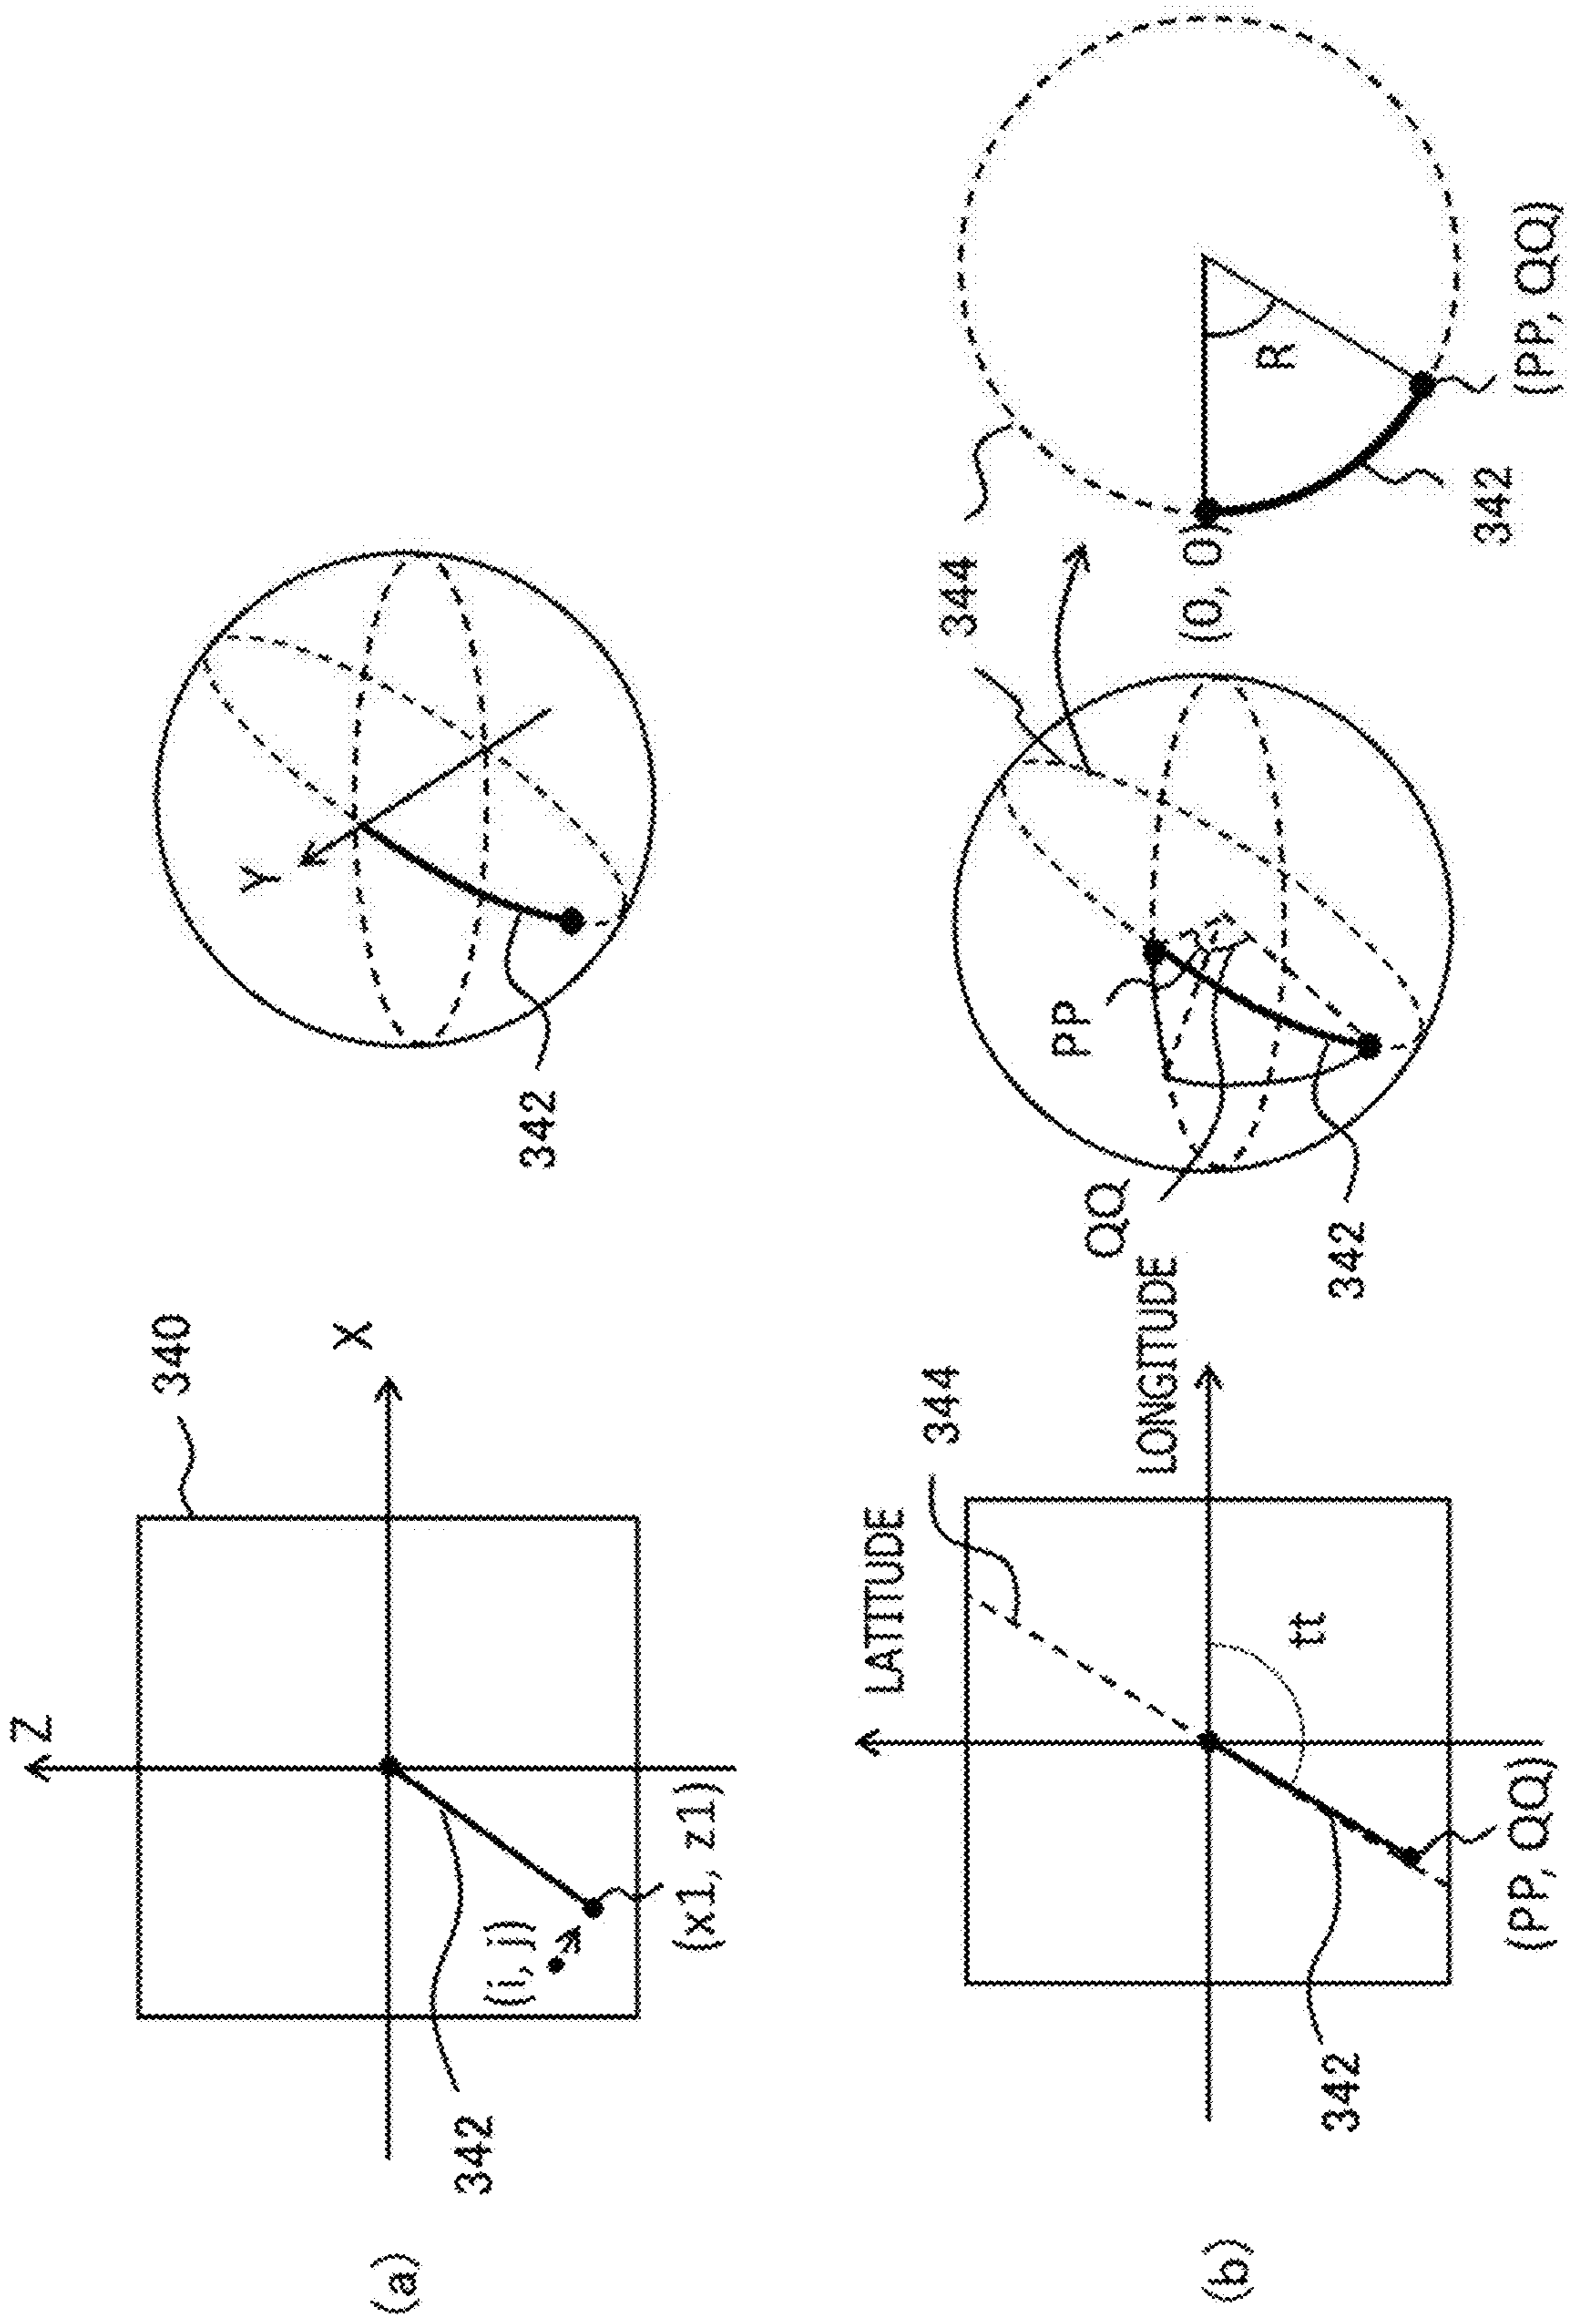 (a)
Z
X
340
342
(i, j)
(x1, z1)
Y
342
(b)
LATITUDE
LONGITUDE
344
tt
342
(PP, QQ)
QQ
PP
342
344
(0, 0)
R
342
(PP, QQ)